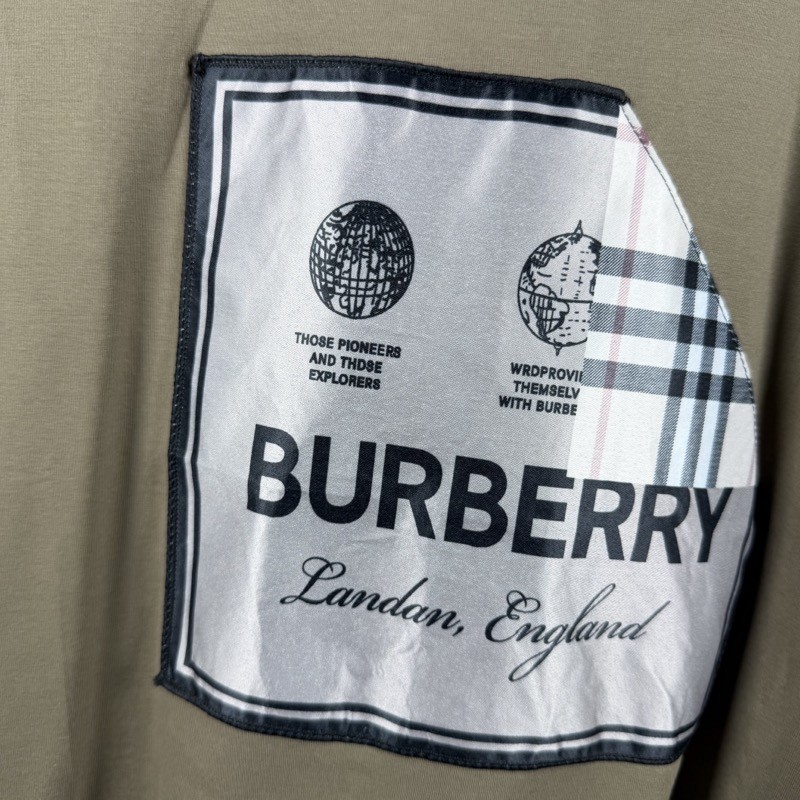 THOSE PIONEERS
AND THDSE
EXPLORERS
WRDPROVI
THEMSELV
WITH BURBE
BURBERRY
Landan, England